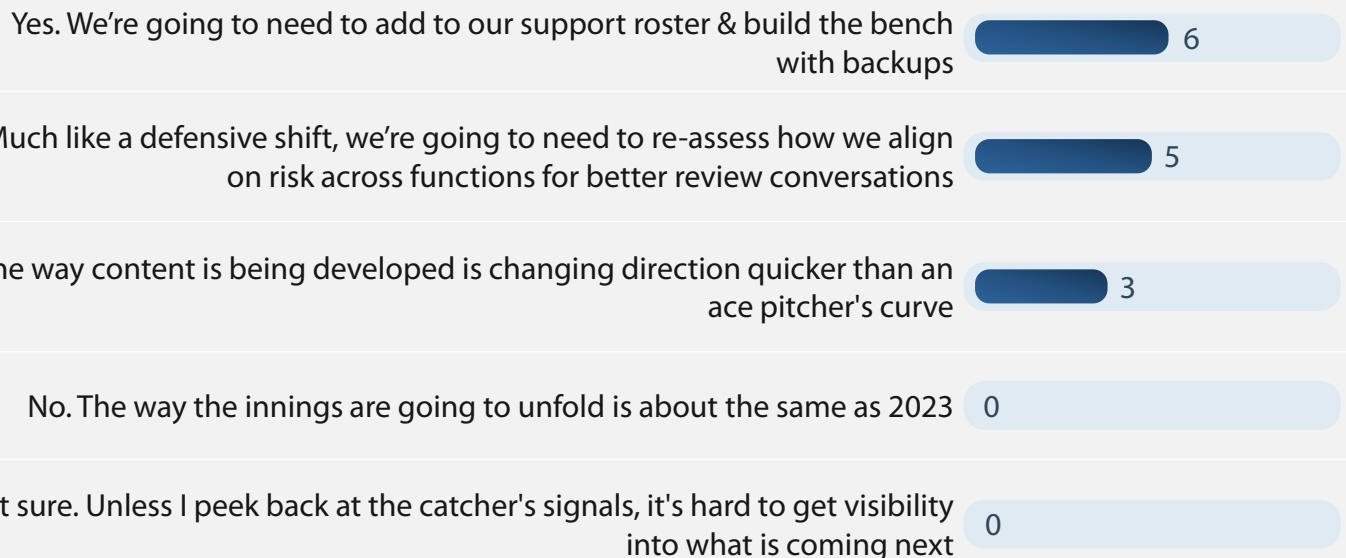 Yes. We’re going to need to add to our support roster & build the bench
with backups
6
Much like a defensive shift, we’re going to need to re-assess how we align
on risk across functions for better review conversations
5
way content is being developed is changing direction quicker than an
ace pitcher's curve
3
No. The way the innings are going to unfold is about the same as 2023
0
sure. Unless I peek back at the catcher's signals, it's hard to get visibility
into what is coming next
0